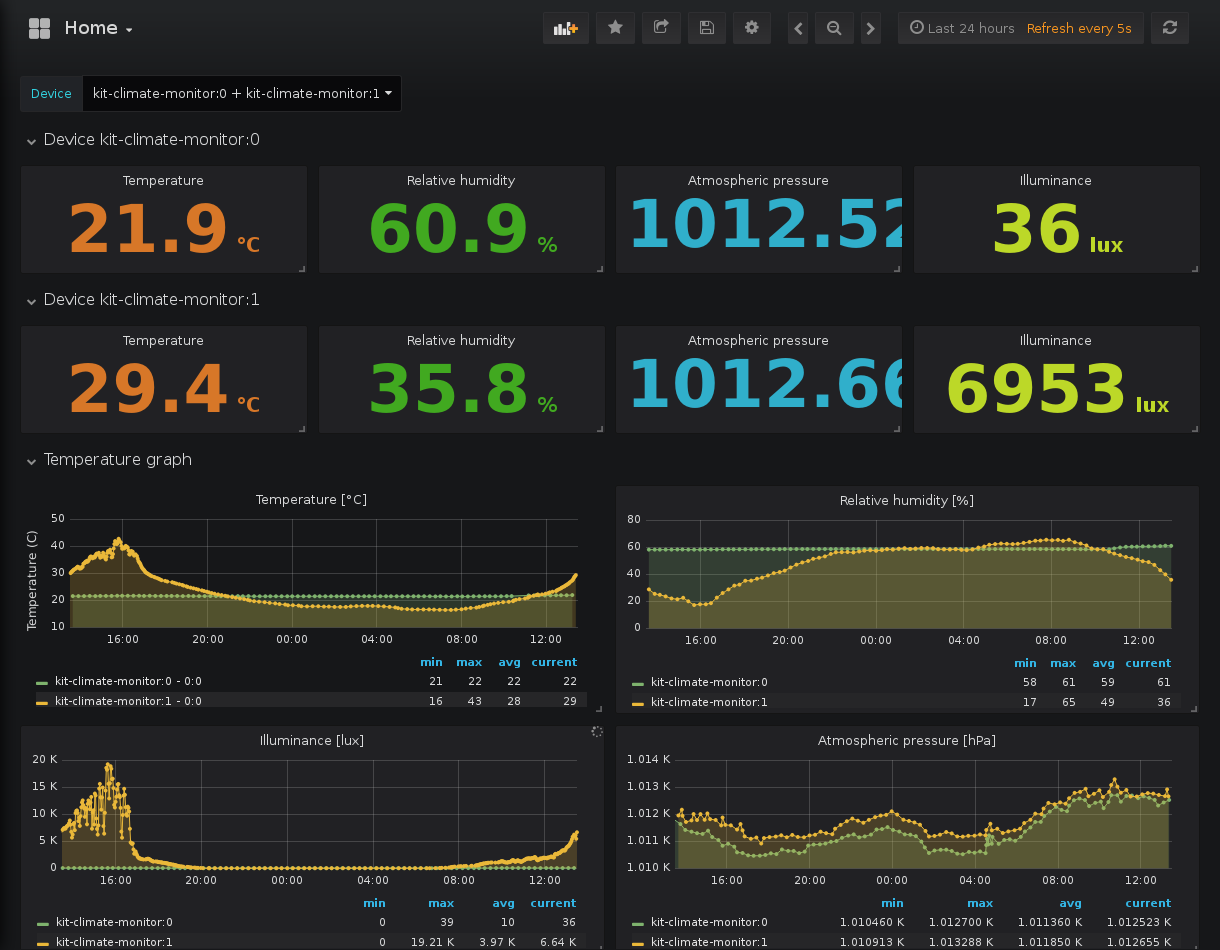 Home
Last 24 hours Refresh every 5s
Device kit-climate-monitor:0 + kit-climate-monitor:1
Device kit-climate-monitor:0
Temperature Relative humidity Atmospheric pressure Illuminance
21.9 °C 60.9 % 1012.52 36 lux
Device kit-climate-monitor:1
Temperature Relative humidity Atmospheric pressure Illuminance
29.4 °C 35.8 % 1012.66 6953 lux
Temperature graph
Temperature [°C]
Temperature (C)
50
40
30
20
10
16:00 20:00 00:00 04:00 08:00 12:00
min max avg current
kit-climate-monitor:0 - 0:0 21 22 22 22
kit-climate-monitor:1 - 0:0 16 43 28 29
Relative humidity [%]
80
60
40
20
0
16:00 20:00 00:00 04:00 08:00 12:00
min max avg current
kit-climate-monitor:0 58 61 59 61
kit-climate-monitor:1 17 65 49 36
Illuminance [lux]
20 K
15 K
10 K
5 K
0
16:00 20:00 00:00 04:00 08:00 12:00
min max avg current
kit-climate-monitor:0 0 39 10 36
kit-climate-monitor:1 0 19.21 K 3.97 K 6.64 K
Atmospheric pressure [hPa]
1.014 K
1.013 K
1.012 K
1.011 K
1.010 K
16:00 20:00 00:00 04:00 08:00 12:00
min max avg current
kit-climate-monitor:0 1.010460 K 1.012700 K 1.011360 K 1.012523 K
kit-climate-monitor:1 1.010913 K 1.013288 K 1.011850 K 1.012655 K